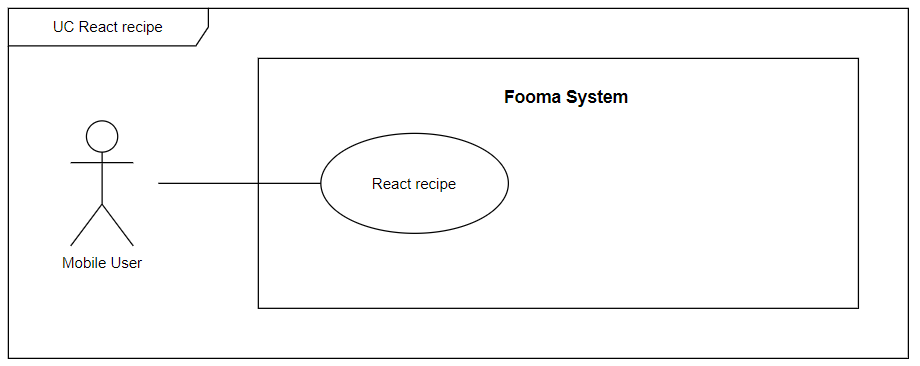 UC React recipe
Fooma System
React recipe
Mobile User